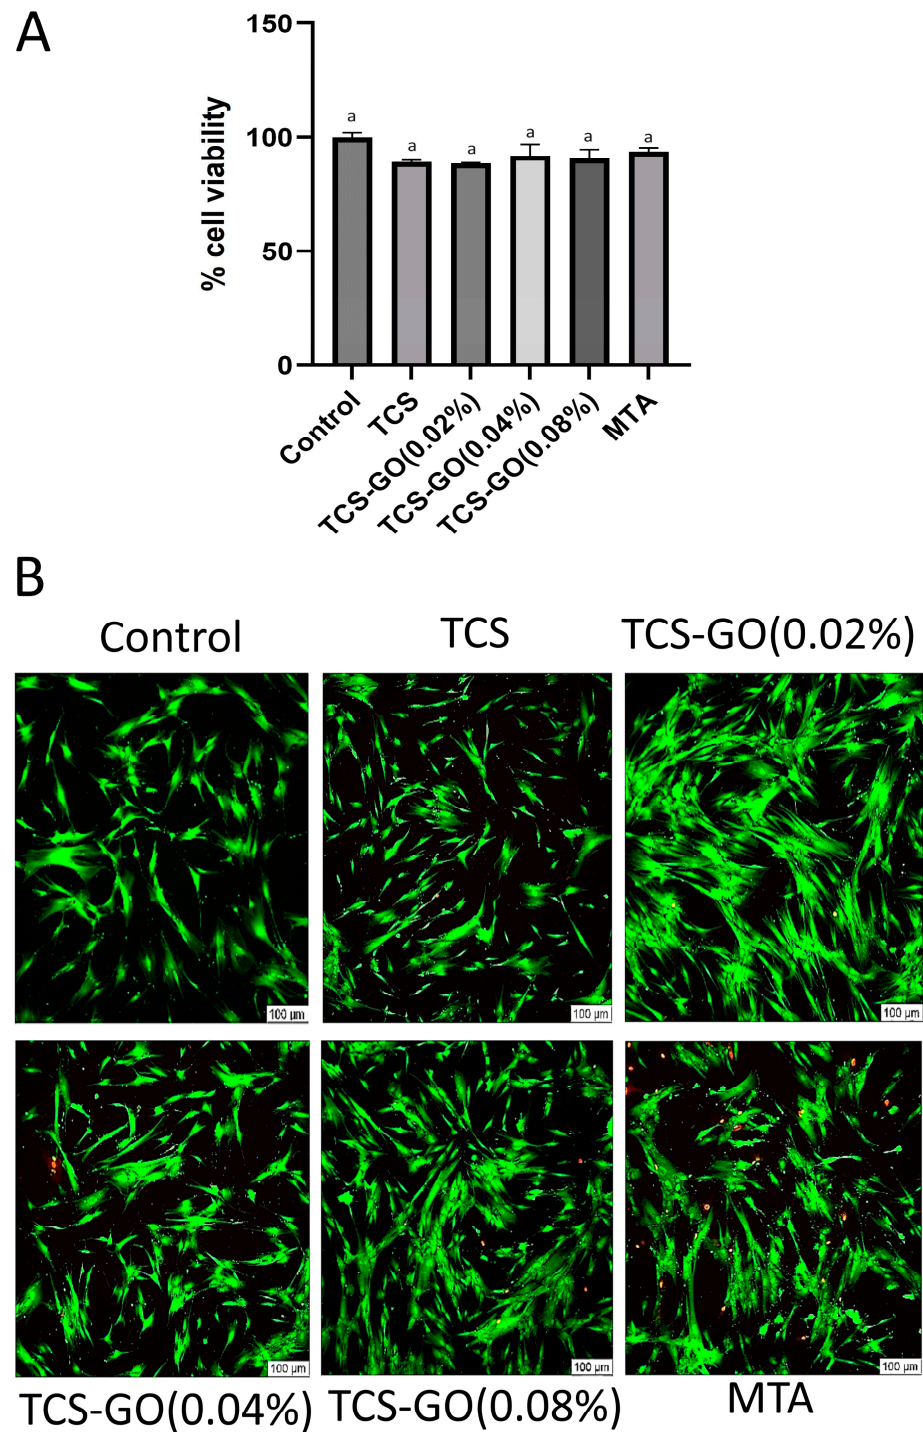 A
150
100
50
0
% cell viability
a
a
a
a
a
a
Control
TCS
TCS-GO(0.02%)
TCS-GO(0.04%)
TCS-GO(0.08%)
MTA
B
Control
TCS
TCS-GO(0.02%)
100 µm
100 µm
100 µm
100 µm
100 µm
100 µm
TCS-GO(0.04%)
TCS-GO(0.08%)
MTA